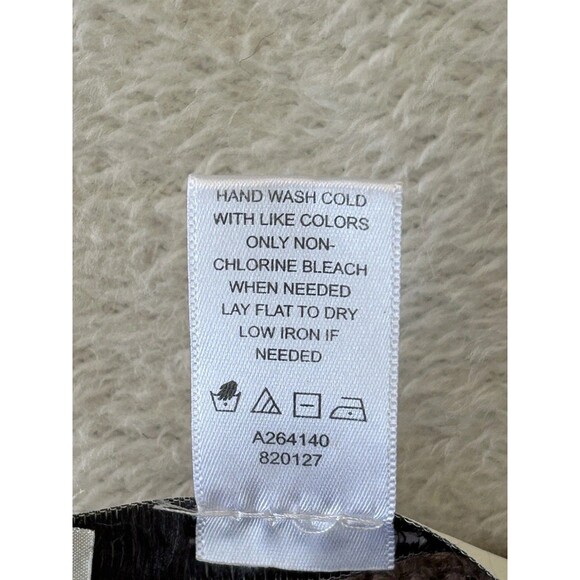 HAND WASH COLD
WITH LIKE COLORS
ONLY NON-
CHLORINE BLEACH
WHEN NEEDED
LAY FLAT TO DRY
LOW IRON IF
NEEDED
A264140
820127